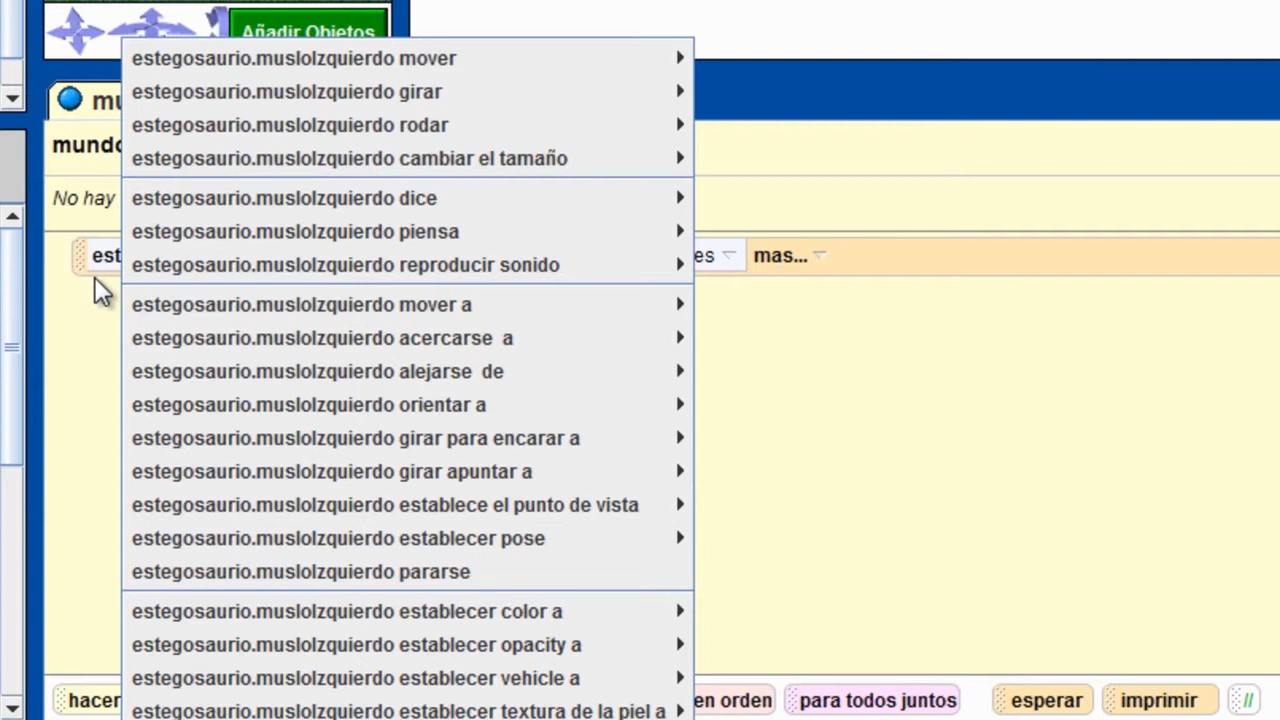 Añadir Objetos
estegosaurio.musloIzquierdo mover
estegosaurio.musloIzquierdo girar
estegosaurio.musloIzquierdo rodar
estegosaurio.musloIzquierdo cambiar el tamaño
estegosaurio.musloIzquierdo dice
estegosaurio.musloIzquierdo piensa
estegosaurio.musloIzquierdo reproducir sonido
estegosaurio.musloIzquierdo mover a
estegosaurio.musloIzquierdo acercarse a
estegosaurio.musloIzquierdo alejarse de
estegosaurio.musloIzquierdo orientar a
estegosaurio.musloIzquierdo girar para encarar a
estegosaurio.musloIzquierdo girar apuntar a
estegosaurio.musloIzquierdo establece el punto de vista
estegosaurio.musloIzquierdo establecer pose
estegosaurio.musloIzquierdo pararse
estegosaurio.musloIzquierdo establecer color a
estegosaurio.musloIzquierdo establecer opacity a
estegosaurio.musloIzquierdo establecer vehicle a
estegosaurio.musloIzquierdo establecer textura de la piel a
mu
mundo
No hay
est es mas...
hacer en orden para todos juntos esperar imprimir //